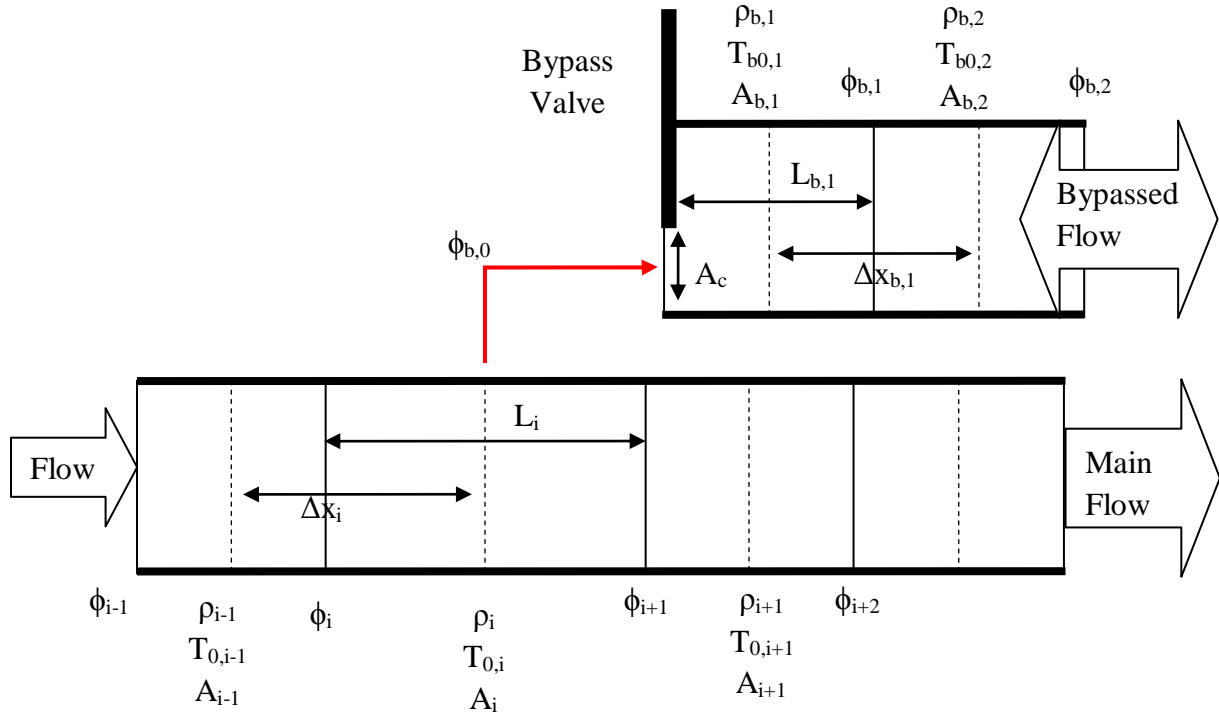 ρb,1
Tb0,1
Ab,1
ρb,2
Tb0,2
Ab,2
Bypass
Valve
ϕb,1
ϕb,2
Lb,1
Bypassed
Flow
ϕb,0
Ac
Δxb,1
Flow
Li
Δxi
Main
Flow
ϕi-1
ρi-1
T0,i-1
Ai-1
ϕi
ρi
T0,i
Ai
ϕi+1
ρi+1
T0,i+1
Ai+1
ϕi+2